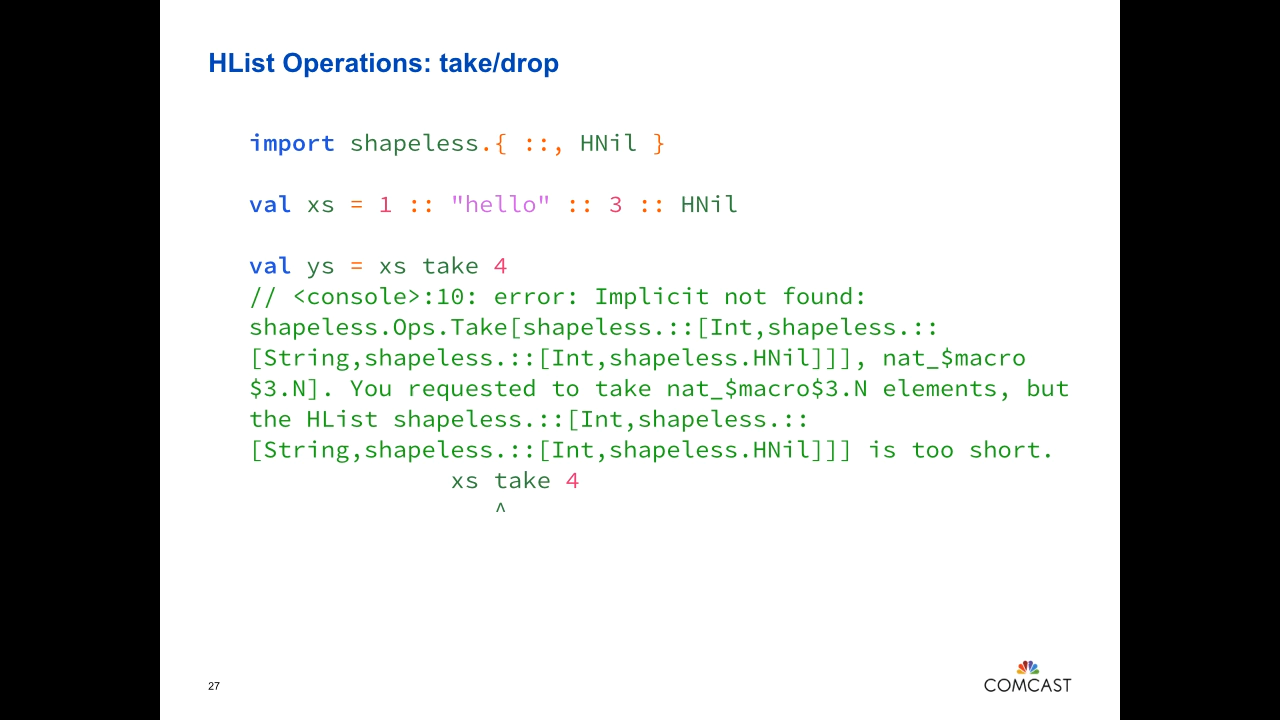 HList Operations: take/drop
import shapeless.{ ::, HNil }
val xs = 1 :: "hello" :: 3 :: HNil
val ys = xs take 4
// <console>:10: error: Implicit not found:
shapeless.Ops.Take[shapeless.::[Int,shapeless.::
[String,shapeless.::[Int,shapeless.HNil]]], nat_$macro
$3.N]. You requested to take nat_$macro$3.N elements, but
the HList shapeless.::[Int,shapeless.::
[String,shapeless.::[Int,shapeless.HNil]]] is too short.
xs take 4
^
27
COMCAST